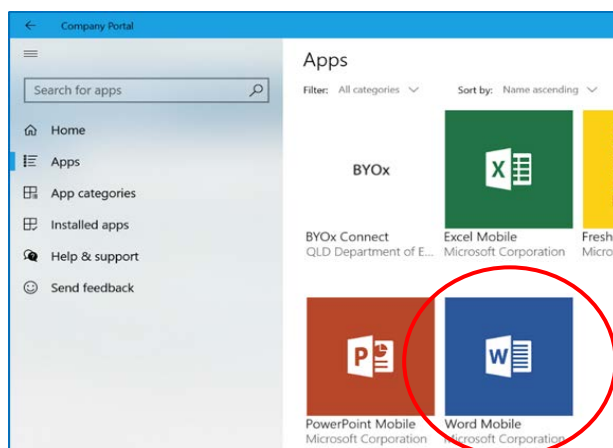 Company Portal
Search for apps
Home
Apps
App categories
Installed apps
Help & support
Send feedback
Apps
Filter: All categories Sort by: Name ascending
BYOx
X
BYOx Connect Excel Mobile Fresh
QLD Department of E... Microsoft Corporation Micro
P W
PowerPoint Mobile Word Mobile
Microsoft Corporation Microsoft Corporation